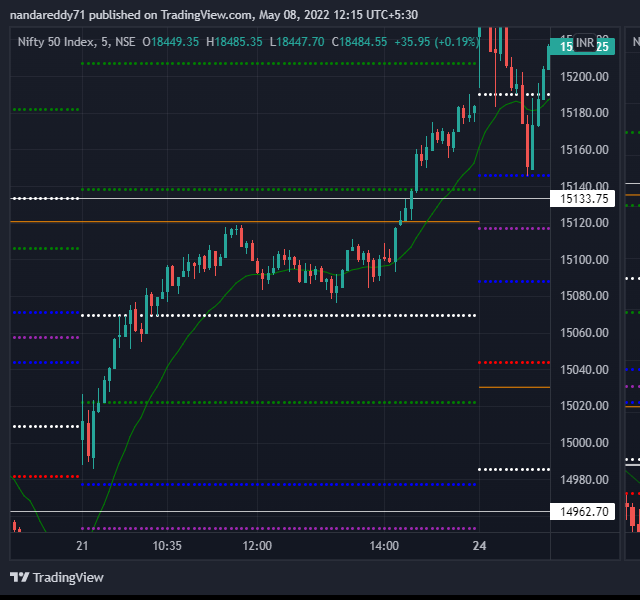 nandareddy71 published on TradingView.com, May 08, 2022 12:15 UTC+5:30
Nifty 50 Index, 5, NSE O18449.35 H18485.35 L18447.70 C18484.55 +35.95 (+0.19%)
INR
15200.00
15180.00
15160.00
15140.00
15133.75
15120.00
15100.00
15080.00
15060.00
15040.00
15020.00
15000.00
14980.00
14962.70
21 10:35 12:00 14:00 24
TradingView